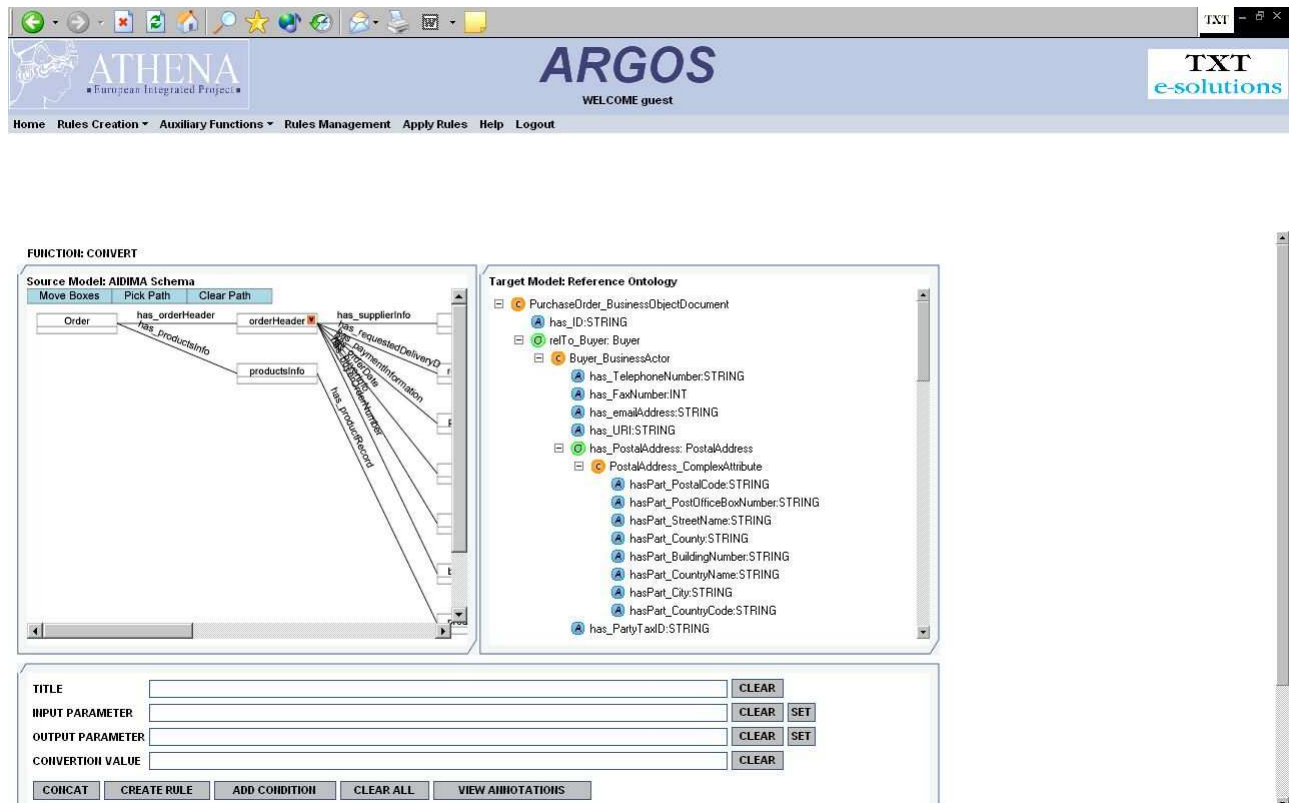 TXT
ATHENA
European Integrated Project
ARGOS
WELCOME guest
TXT
e-solutions
Home Rules Creation Auxiliary Functions Rules Management Apply Rules Help Logout
FUNCTION: CONVERT
Source Model: AIDIMA Schema
Move Boxes Pick Path Clear Path
Order
has_orderHeader
orderHeader
has_supplierInfo
has_productsInfo
has_requestedDeliveryD
has_paymentInformation
productsInfo
has_productRecord
Target Model: Reference Ontology
PurchaseOrder_BusinessObjectDocument
has_ID:STRING
relTo_Buyer: Buyer
Buyer_BusinessActor
has_TelephoneNumber:STRING
has_FaxNumber:INT
has_emailAddress:STRING
has_URI:STRING
has_PostalAddress: PostalAddress
PostalAddress_ComplexAttribute
hasPart_PostalCode:STRING
hasPart_PostOfficeBoxNumber:STRING
hasPart_StreetName:STRING
hasPart_County:STRING
hasPart_BuildingNumber:STRING
hasPart_CountryName:STRING
hasPart_City:STRING
hasPart_CountryCode:STRING
has_PartyTaxID:STRING
TITLE CLEAR
INPUT PARAMETER CLEAR SET
OUTPUT PARAMETER CLEAR SET
CONVERTION VALUE CLEAR
CONCAT CREATE RULE ADD CONDITION CLEAR ALL VIEW ANNOTATIONS